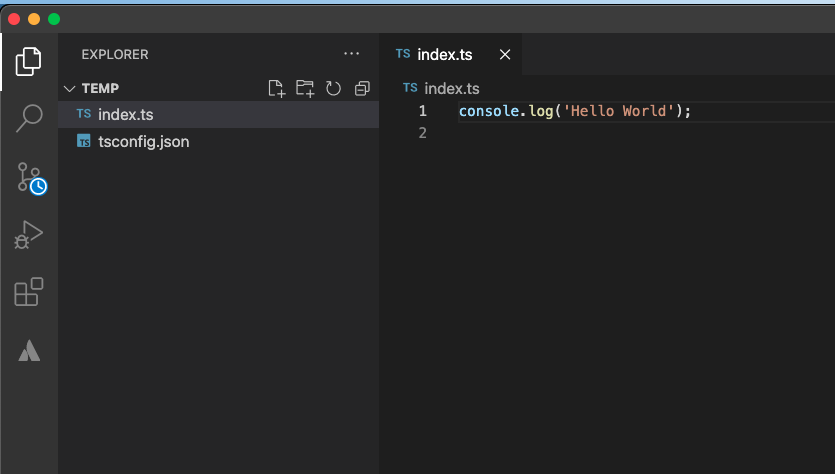 EXPLORER ···
TS index.ts
TEMP
TS index.ts
TS index.ts
TS tsconfig.json
1 console.log('Hello World');
2